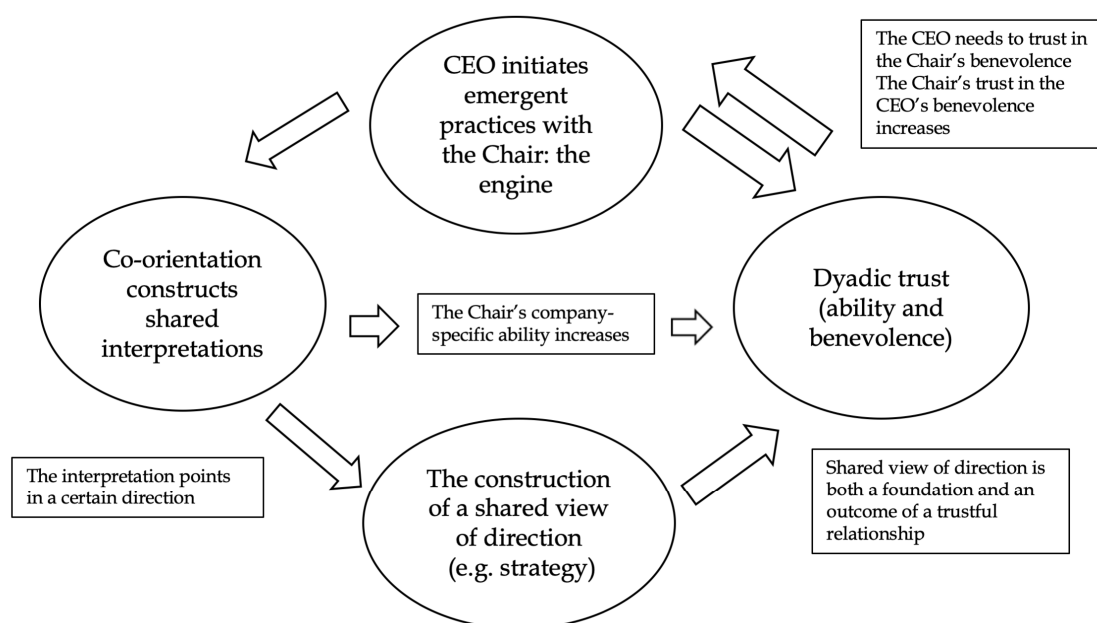 CEO initiates
emergent
practices with
the Chair: the
engine
The CEO needs to trust in
the Chair's benevolence
The Chair's trust in the
CEO's benevolence
increases
Co-orientation
constructs
shared
interpretations
The Chair's company-
specific ability increases
Dyadic trust
(ability and
benevolence)
The interpretation points
in a certain direction
The construction
of a shared view
of direction
(e.g. strategy)
Shared view of direction is
both a foundation and an
outcome of a trustful
relationship